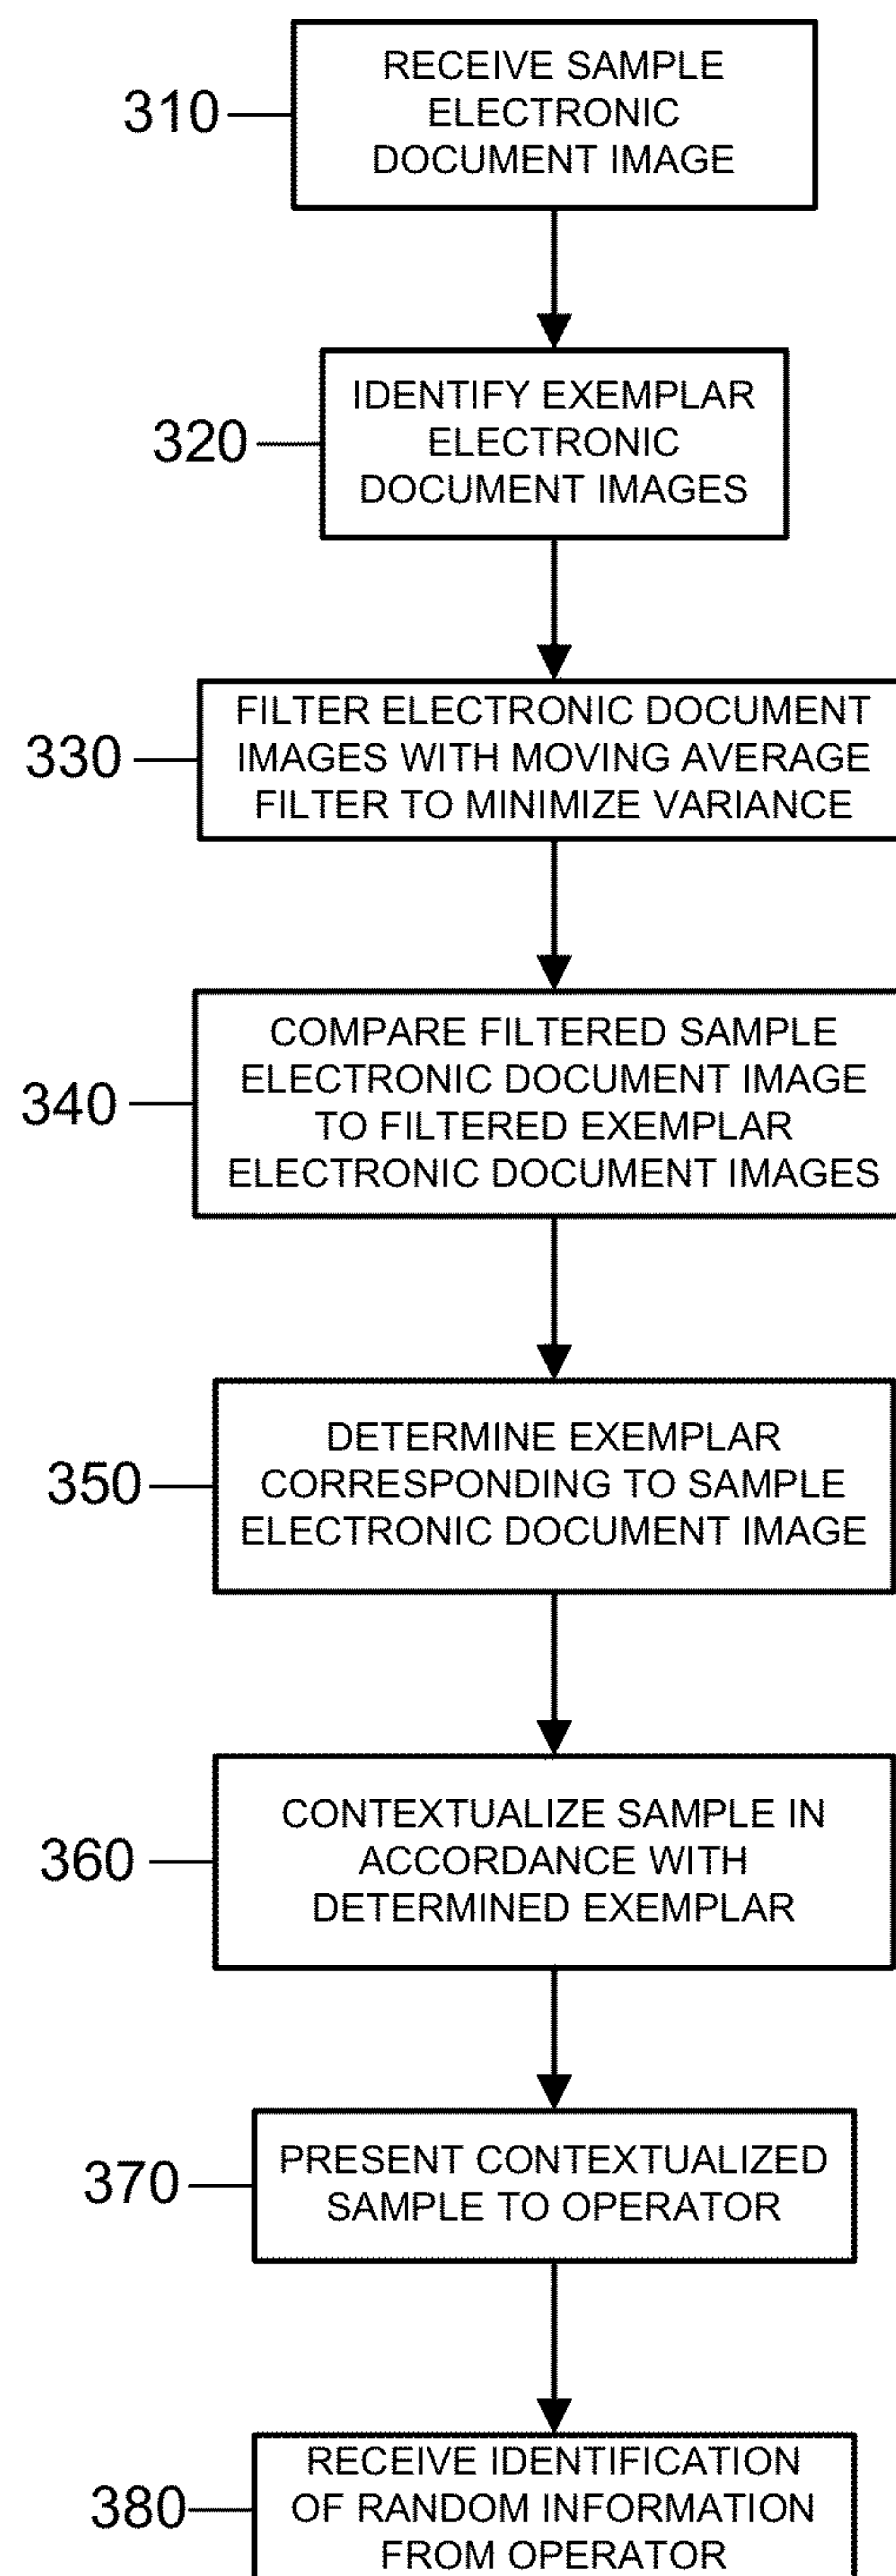 310
RECEIVE SAMPLE
ELECTRONIC
DOCUMENT IMAGE
320
IDENTIFY EXEMPLAR
ELECTRONIC
DOCUMENT IMAGES
330
FILTER ELECTRONIC DOCUMENT
IMAGES WITH MOVING AVERAGE
FILTER TO MINIMIZE VARIANCE
340
COMPARE FILTERED SAMPLE
ELECTRONIC DOCUMENT IMAGE
TO FILTERED EXEMPLAR
ELECTRONIC DOCUMENT IMAGES
350
DETERMINE EXEMPLAR
CORRESPONDING TO SAMPLE
ELECTRONIC DOCUMENT IMAGE
360
CONTEXTUALIZE SAMPLE IN
ACCORDANCE WITH
DETERMINED EXEMPLAR
370
PRESENT CONTEXTUALIZED
SAMPLE TO OPERATOR
380
RECEIVE IDENTIFICATION
OF RANDOM INFORMATION
FROM OPERATOR